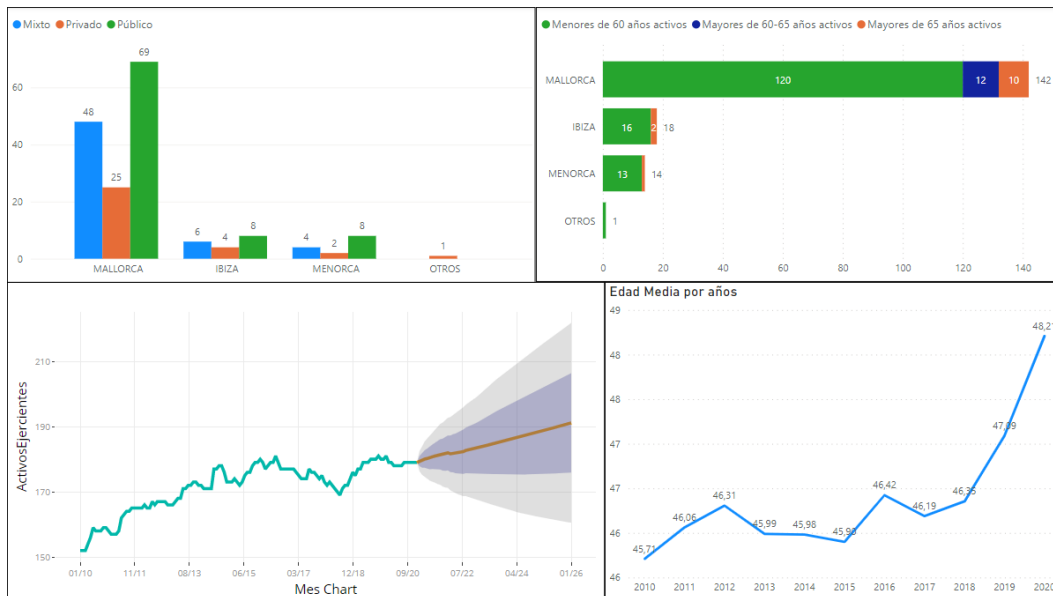 Mixto Privado Público
69
60
48
40
25
20
6 4 8
4 2 8
1
0
MALLORCA IBIZA MENORCA OTROS
Menores de 60 años activos Mayores de 60-65 años activos Mayores de 65 años activos
MALLORCA 120 12 10 142
IBIZA 16 2 18
MENORCA 13 14
OTROS 1
0 20 40 60 80 100 120 140
210
190
170
150
ActivosEjercientes
01/10 11/11 08/13 06/15 03/17 12/18 09/20 07/22 04/24 01/26
Mes Chart
Edad Media por años
49
48
48
47
47
46
46
45,71
46,06
46,31
45,99
45,98
46,42
46,19
2010 2011 2012 2013 2014 2015 2016 2017 2018 2019 2020